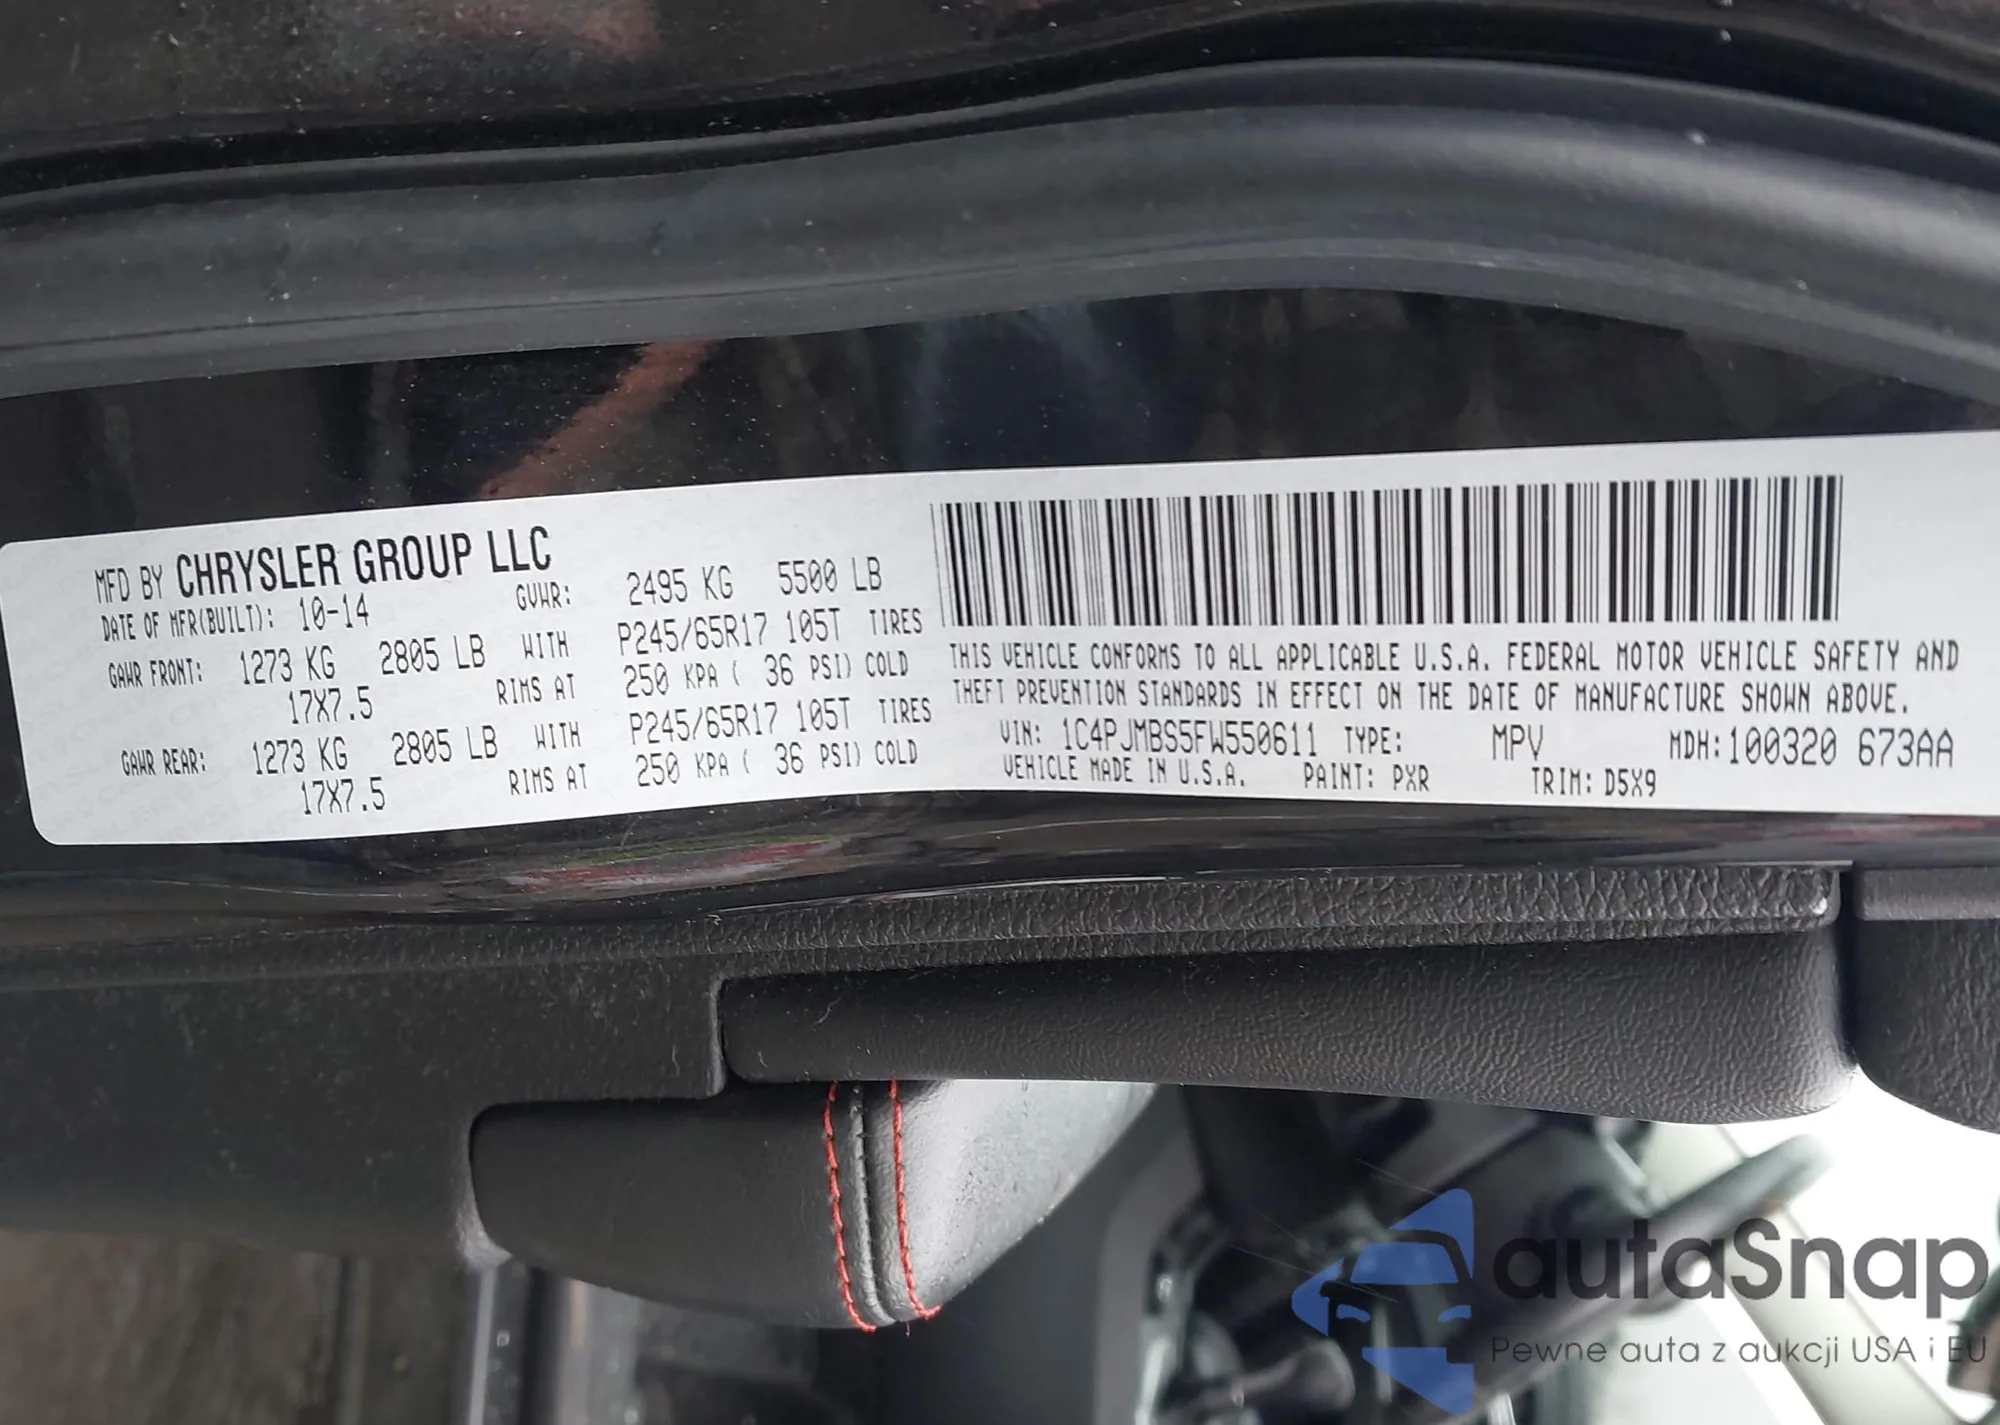 MFD BY CHRYSLER GROUP LLC
DATE OF MFR(BUILT): 10-14 GVWR: 2495 KG 5500 LB
GAWR FRONT: 1273 KG 2805 LB WITH P245/65R17 105T TIRES
17X7.5 RIMS AT 250 KPA ( 36 PSI) COLD
GAWR REAR: 1273 KG 2805 LB WITH P245/65R17 105T TIRES
17X7.5 RIMS AT 250 KPA ( 36 PSI) COLD
THIS VEHICLE CONFORMS TO ALL APPLICABLE U.S.A. FEDERAL MOTOR VEHICLE SAFETY AND
THEFT PREVENTION STANDARDS IN EFFECT ON THE DATE OF MANUFACTURE SHOWN ABOVE.
VIN: 1C4PJMBS5FW550611 TYPE: MPV MDH: 100320 673AA
VEHICLE MADE IN U.S.A. PAINT: PXR TRIM: D5X9
autaSnap
Pewne auta z aukcji USA i EU